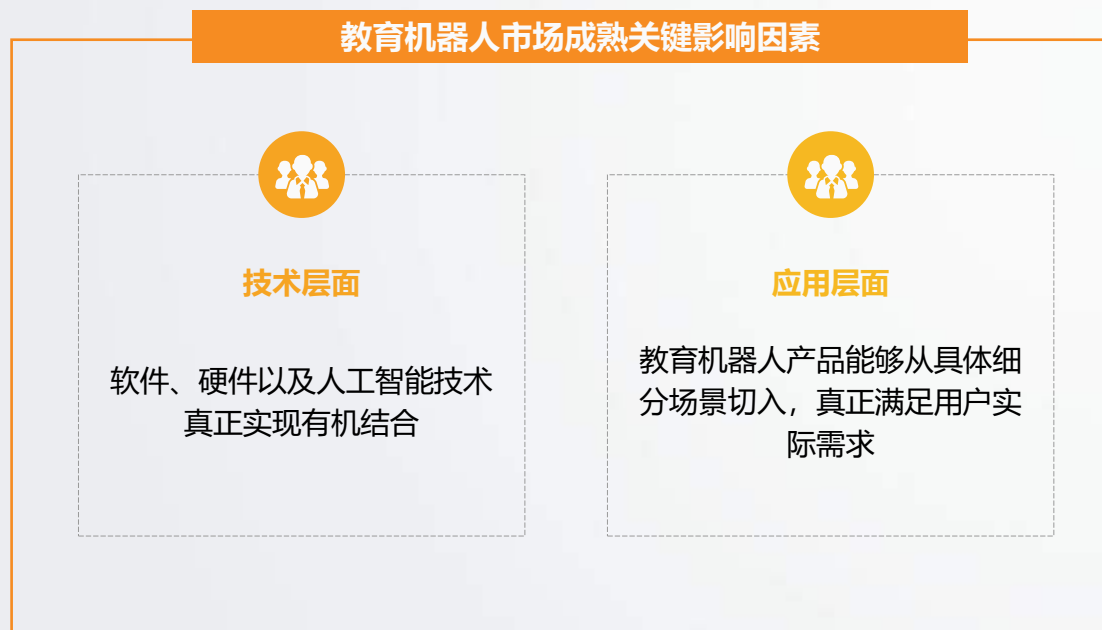 教育机器人市场成熟关键影响因素
技术层面
软件、硬件以及人工智能技术
真正实现有机结合
应用层面
教育机器人产品能够从具体细
分场景切入，真正满足用户实
际需求